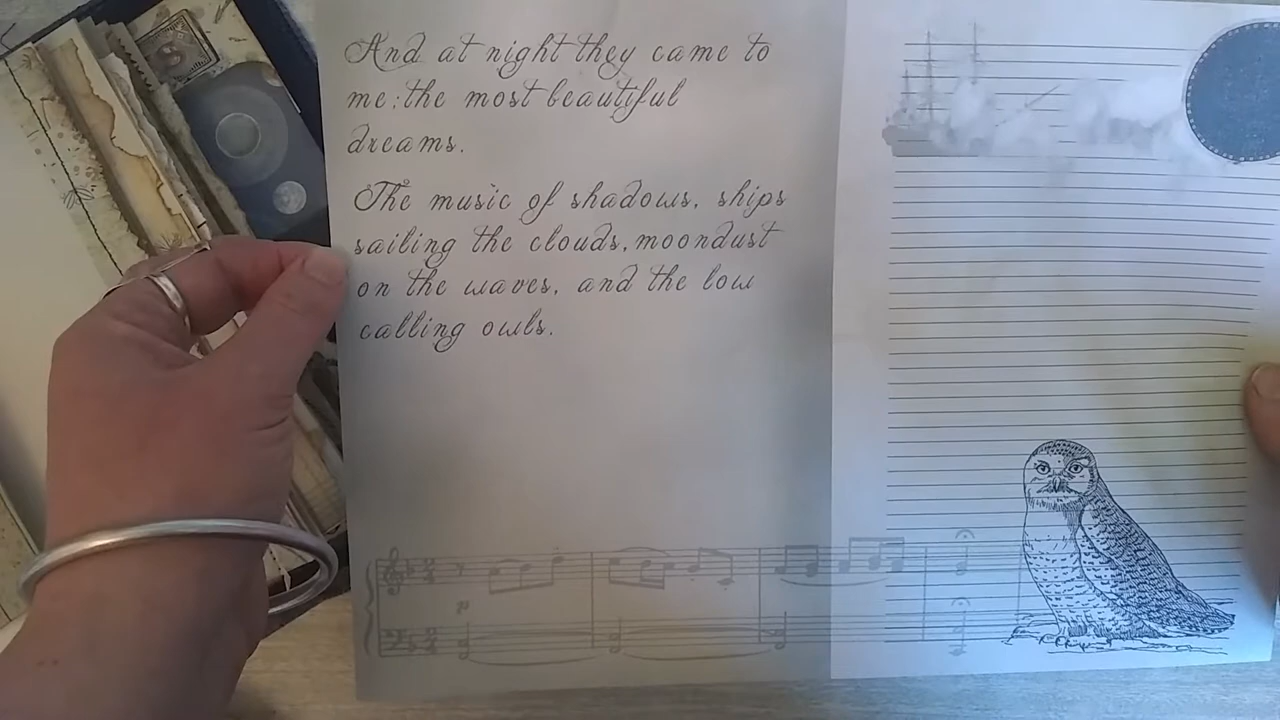 And at night they came to
me; the most beautiful
dreams.
The music of shadows, ships
sailing the clouds, moondust
on the waves, and the low
calling owls.